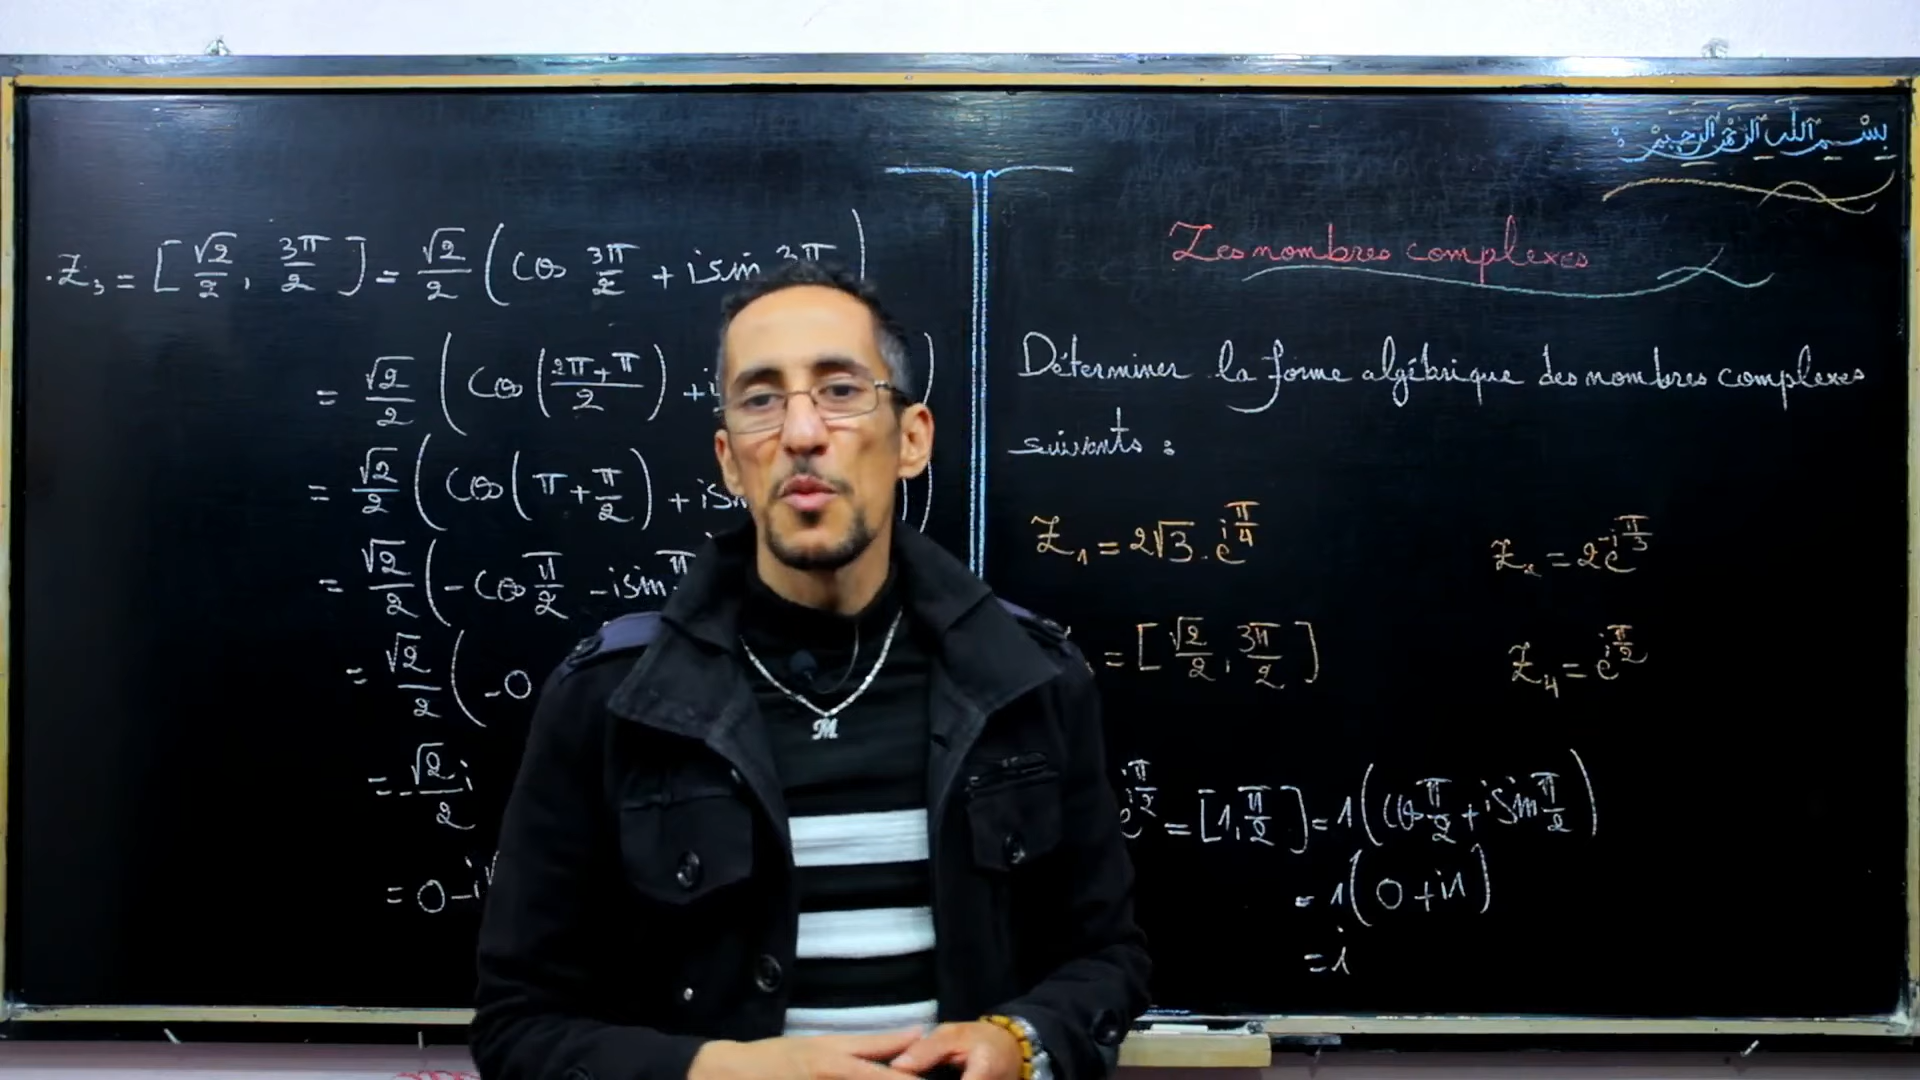 بسم الله الرحمن الرحيم :
Les nombres complexes
Déterminer la forme algébrique des nombres complexes
suivants :
Z₁ = 2√3 . e^(iπ/4)
Z₂ = 2e^(-iπ/3)
= [√2/2, 3π/2]
Z₄ = e^(iπ/2)
e^(iπ/2) = [1, π/2] = 1(cos π/2 + i sin π/2)
= 1(0 + i1)
= i
. Z₃ = [√2/2, 3π/2] = √2/2 (cos 3π/2 + i sin 3π
= √2/2 (cos((2π+π)/2) + i
= √2/2 (cos(π + π/2) + i sin
= √2/2 (- cos π/2 - i sin π
= √2/2 (-0
= -√2/2 i
= 0 - i
M